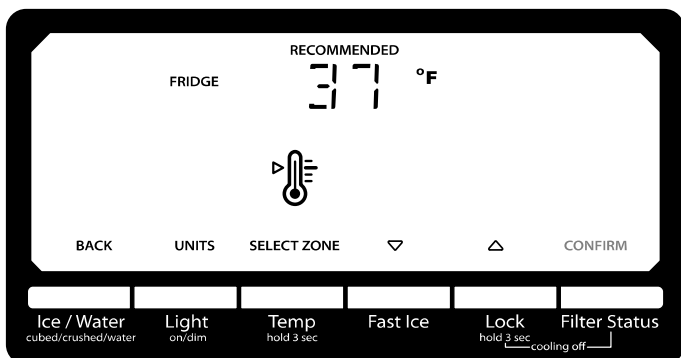 RECOMMENDED
FRIDGE 37 °F
BACK UNITS SELECT ZONE ▽ △ CONFIRM
Ice / Water Light Temp Fast Ice Lock Filter Status
cubed/crushed/water on/dim hold 3 sec hold 3 sec
cooling off